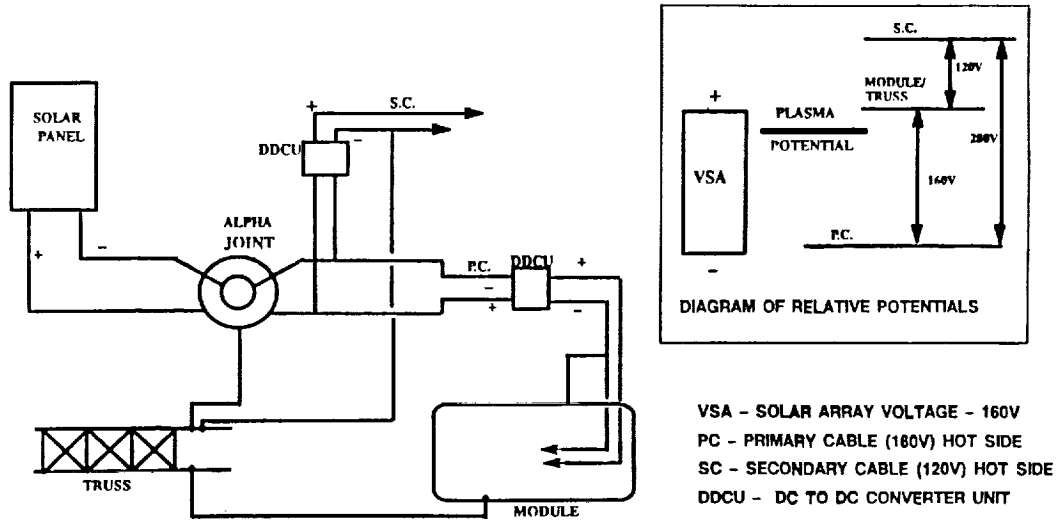 SOLAR
PANEL
+
−
ALPHA
JOINT
DDCU
+
−
S.C.
P.C.
−
+
DDCU
+
−
TRUSS
MODULE
S.C.
120V
MODULE/
TRUSS
+
VSA
−
PLASMA
POTENTIAL
160V
280V
P.C.
DIAGRAM OF RELATIVE POTENTIALS
VSA – SOLAR ARRAY VOLTAGE – 160V
PC – PRIMARY CABLE (160V) HOT SIDE
SC – SECONDARY CABLE (120V) HOT SIDE
DDCU – DC TO DC CONVERTER UNIT